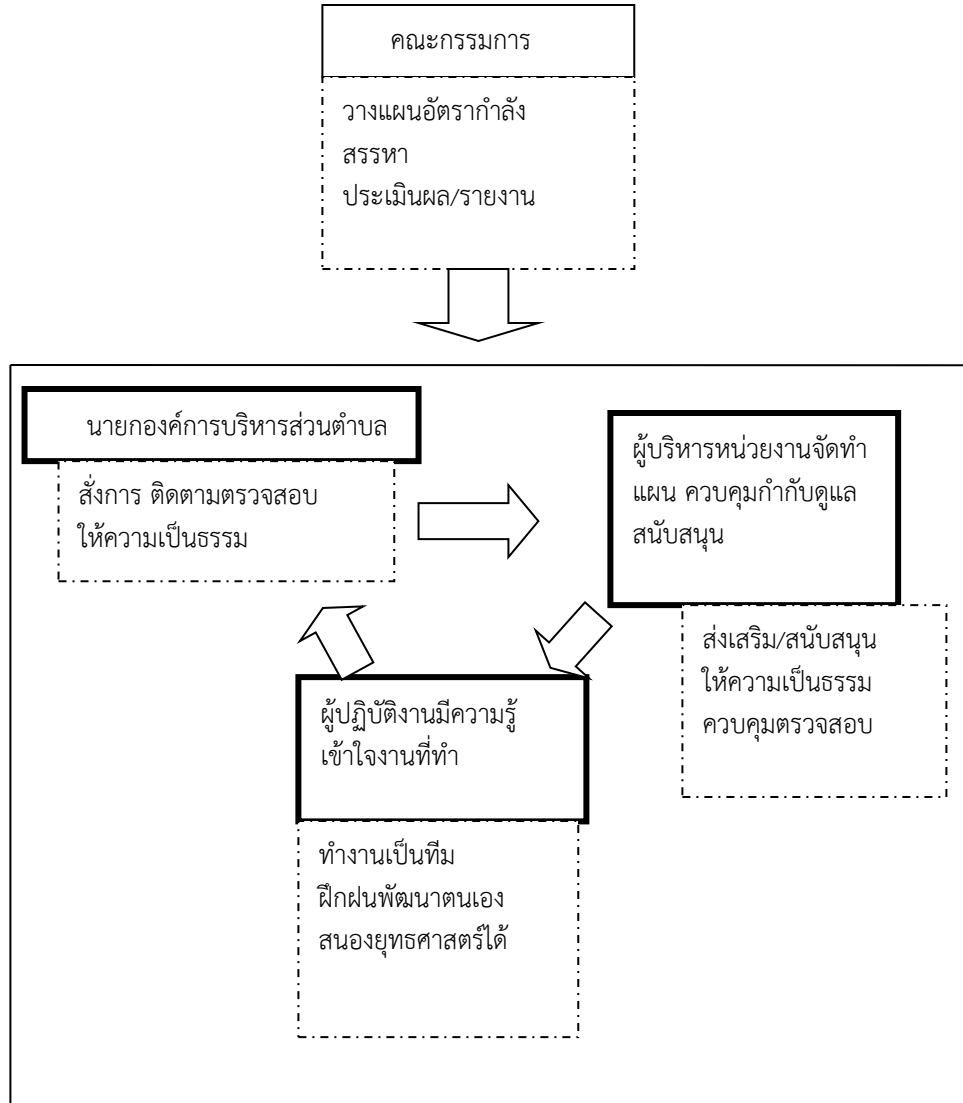 คณะกรรมการ
วางแผนอัตรากำลัง
สรรหา
ประเมินผล/รายงาน
นายกองค์การบริหารส่วนตำบล
สั่งการ ติดตามตรวจสอบ
ให้ความเป็นธรรม
ผู้บริหารหน่วยงานจัดทำ
แผน ควบคุมกำกับดูแล
สนับสนุน
ส่งเสริม/สนับสนุน
ให้ความเป็นธรรม
ควบคุมตรวจสอบ
ผู้ปฏิบัติงานมีความรู้
เข้าใจงานที่ทำ
ทำงานเป็นทีม
ฝึกฝนพัฒนาตนเอง
สนองยุทธศาสตร์ได้